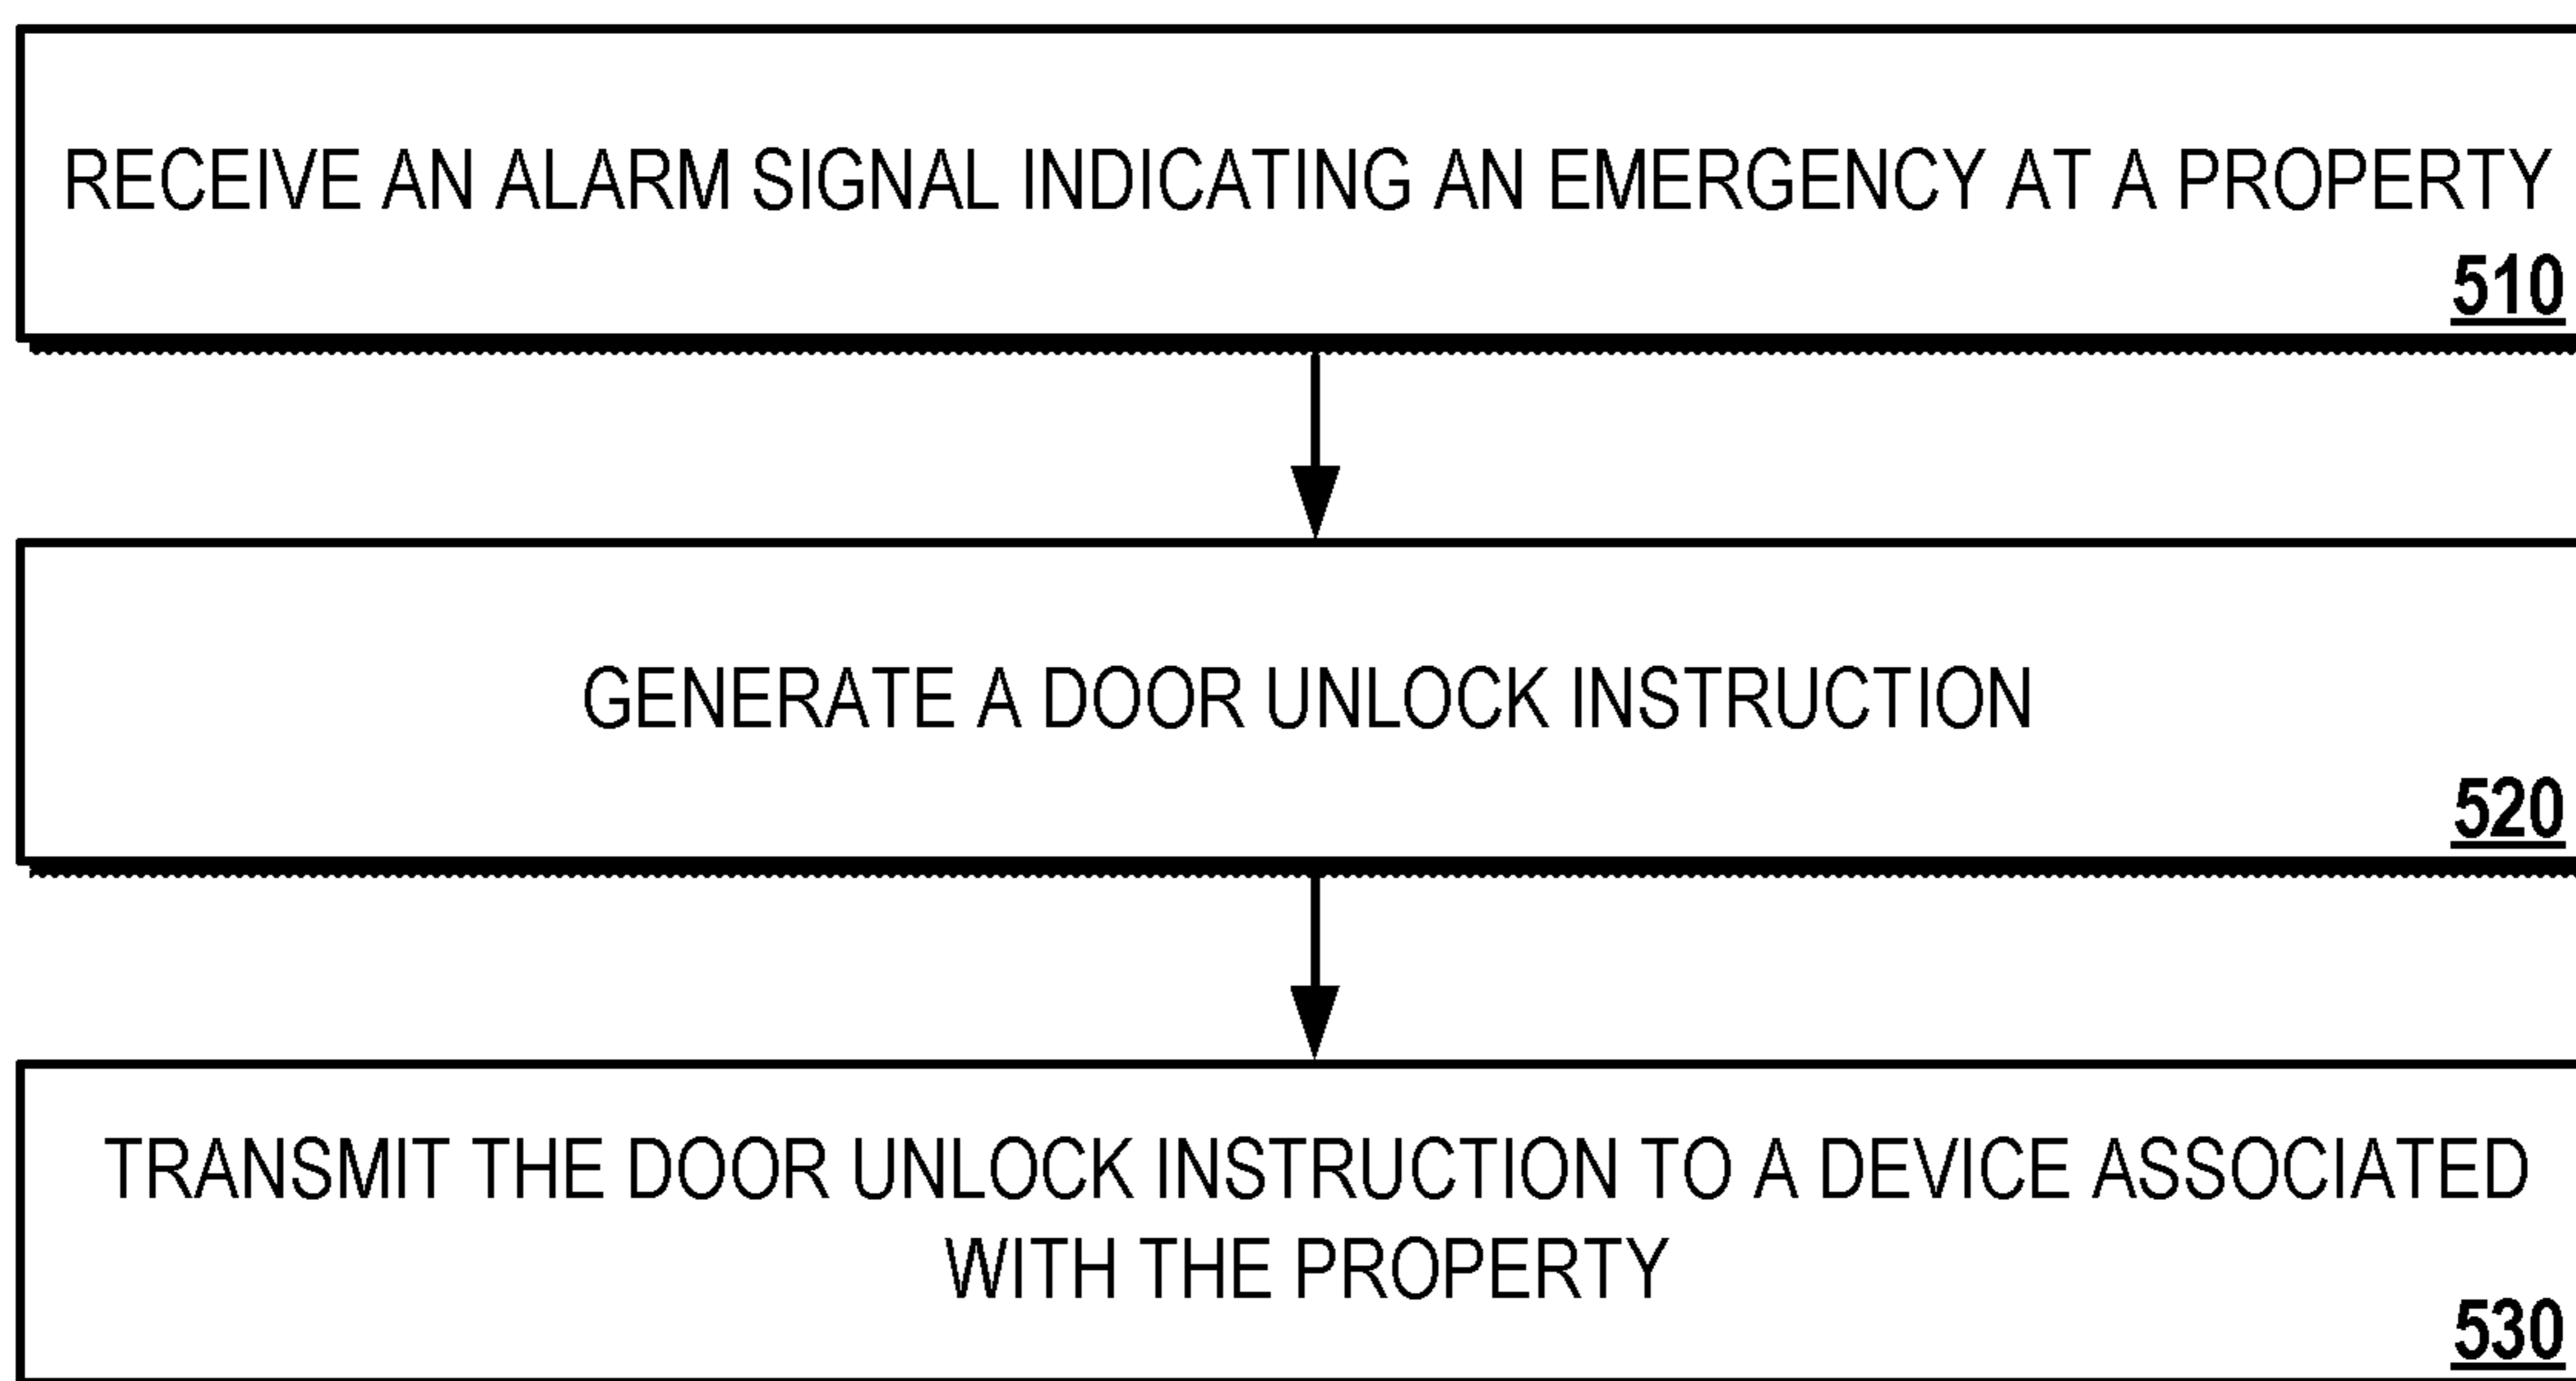 RECEIVE AN ALARM SIGNAL INDICATING AN EMERGENCY AT A PROPERTY
510
GENERATE A DOOR UNLOCK INSTRUCTION
520
TRANSMIT THE DOOR UNLOCK INSTRUCTION TO A DEVICE ASSOCIATED
WITH THE PROPERTY
530